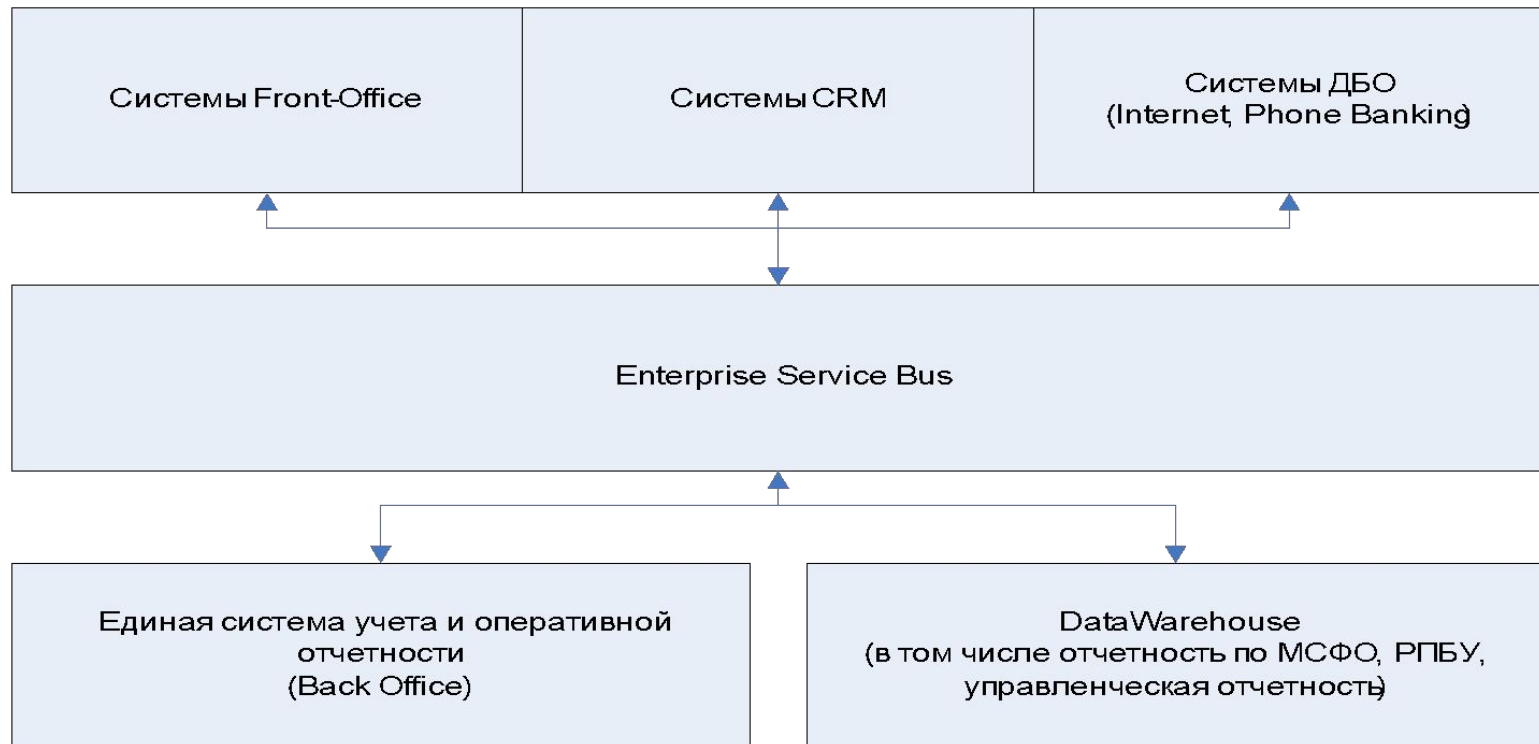 Системы Front-Office
Системы CRM
Системы ДБО
(Internet, Phone Banking)
Enterprise Service Bus
Единая система учета и оперативной
отчетности
(Back Office)
DataWarehouse
(в том числе отчетность по МСФО, РПБУ,
управленческая отчетность)